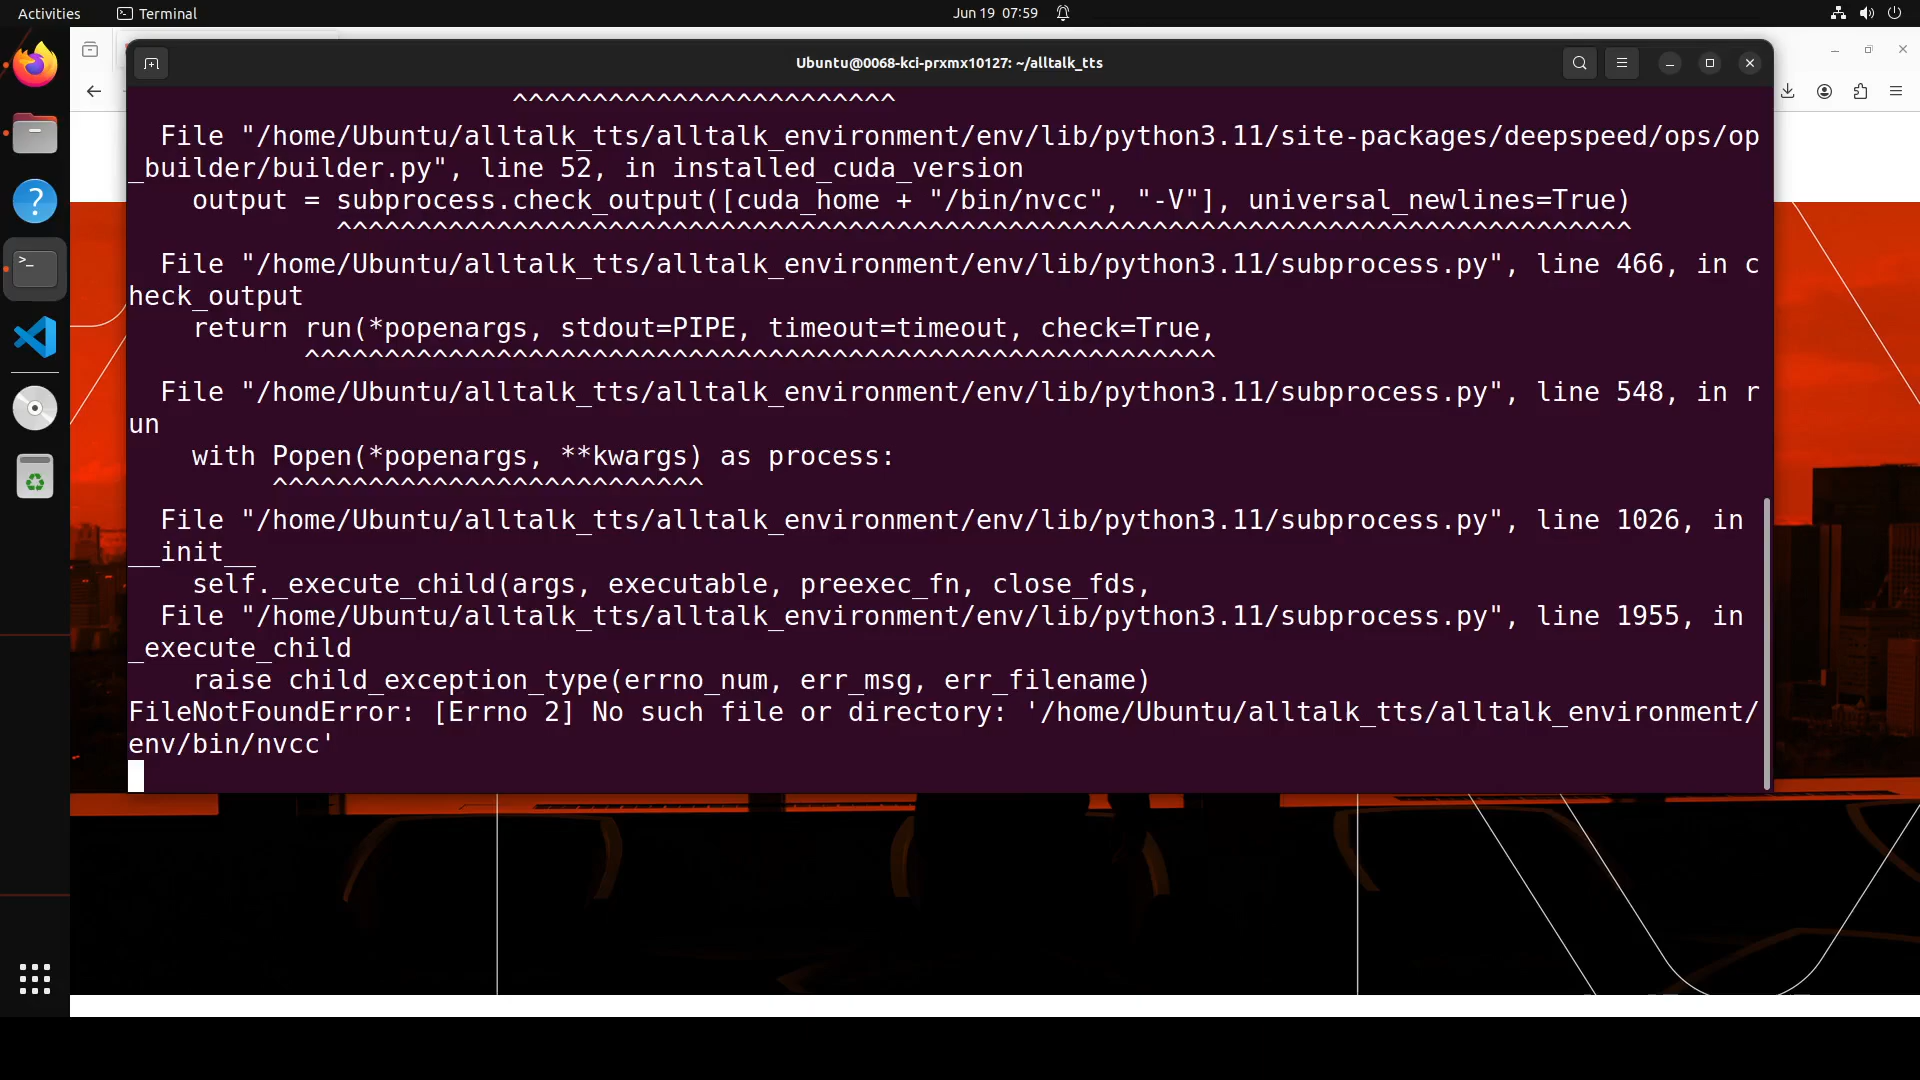 Activities
Terminal
Jun 19 07:59
Ubuntu@0068-kci-prxmx10127: ~/alltalk_tts
^^^^^^^^^^^^^^^^^^^^^^^^
File "/home/Ubuntu/alltalk_tts/alltalk_environment/env/lib/python3.11/site-packages/deepspeed/ops/op
_builder/builder.py", line 52, in installed_cuda_version
output = subprocess.check_output([cuda_home + "/bin/nvcc", "-V"], universal_newlines=True)
^^^^^^^^^^^^^^^^^^^^^^^^^^^^^^^^^^^^^^^^^^^^^^^^^^^^^^^^^^^^^^^^^^^^^^^^^^^^^^^^^
File "/home/Ubuntu/alltalk_tts/alltalk_environment/env/lib/python3.11/subprocess.py", line 466, in c
heck_output
return run(*popenargs, stdout=PIPE, timeout=timeout, check=True,
^^^^^^^^^^^^^^^^^^^^^^^^^^^^^^^^^^^^^^^^^^^^^^^^^^^^^^^^^
File "/home/Ubuntu/alltalk_tts/alltalk_environment/env/lib/python3.11/subprocess.py", line 548, in r
un
with Popen(*popenargs, **kwargs) as process:
^^^^^^^^^^^^^^^^^^^^^^^^^^^
File "/home/Ubuntu/alltalk_tts/alltalk_environment/env/lib/python3.11/subprocess.py", line 1026, in
__init__
self._execute_child(args, executable, preexec_fn, close_fds,
File "/home/Ubuntu/alltalk_tts/alltalk_environment/env/lib/python3.11/subprocess.py", line 1955, in
_execute_child
raise child_exception_type(errno_num, err_msg, err_filename)
FileNotFoundError: [Errno 2] No such file or directory: '/home/Ubuntu/alltalk_tts/alltalk_environment/
env/bin/nvcc'